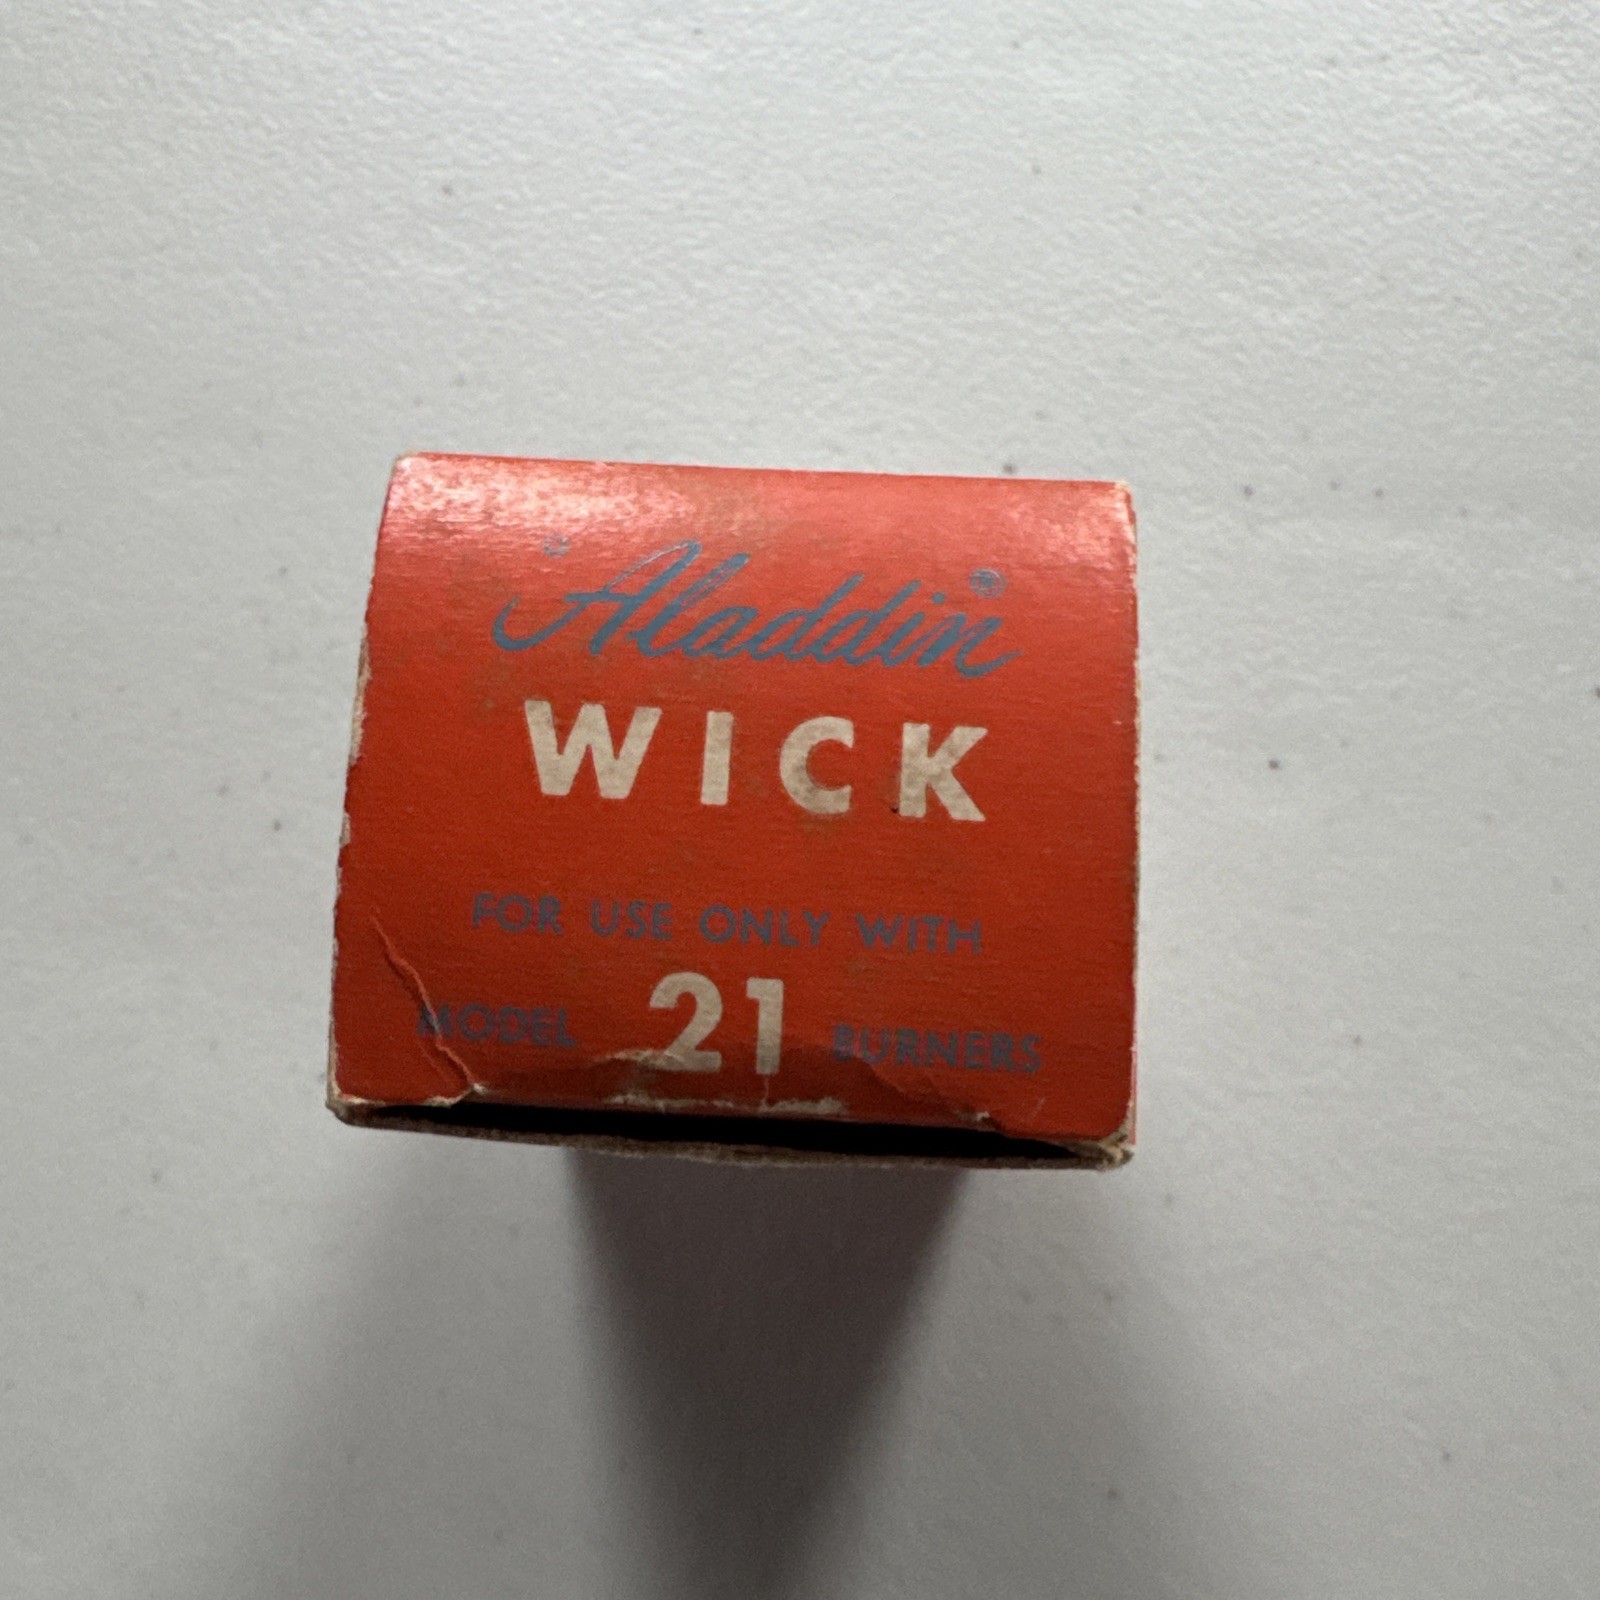 "Aladdin"®
WICK
FOR USE ONLY WITH
MODEL 21 BURNERS